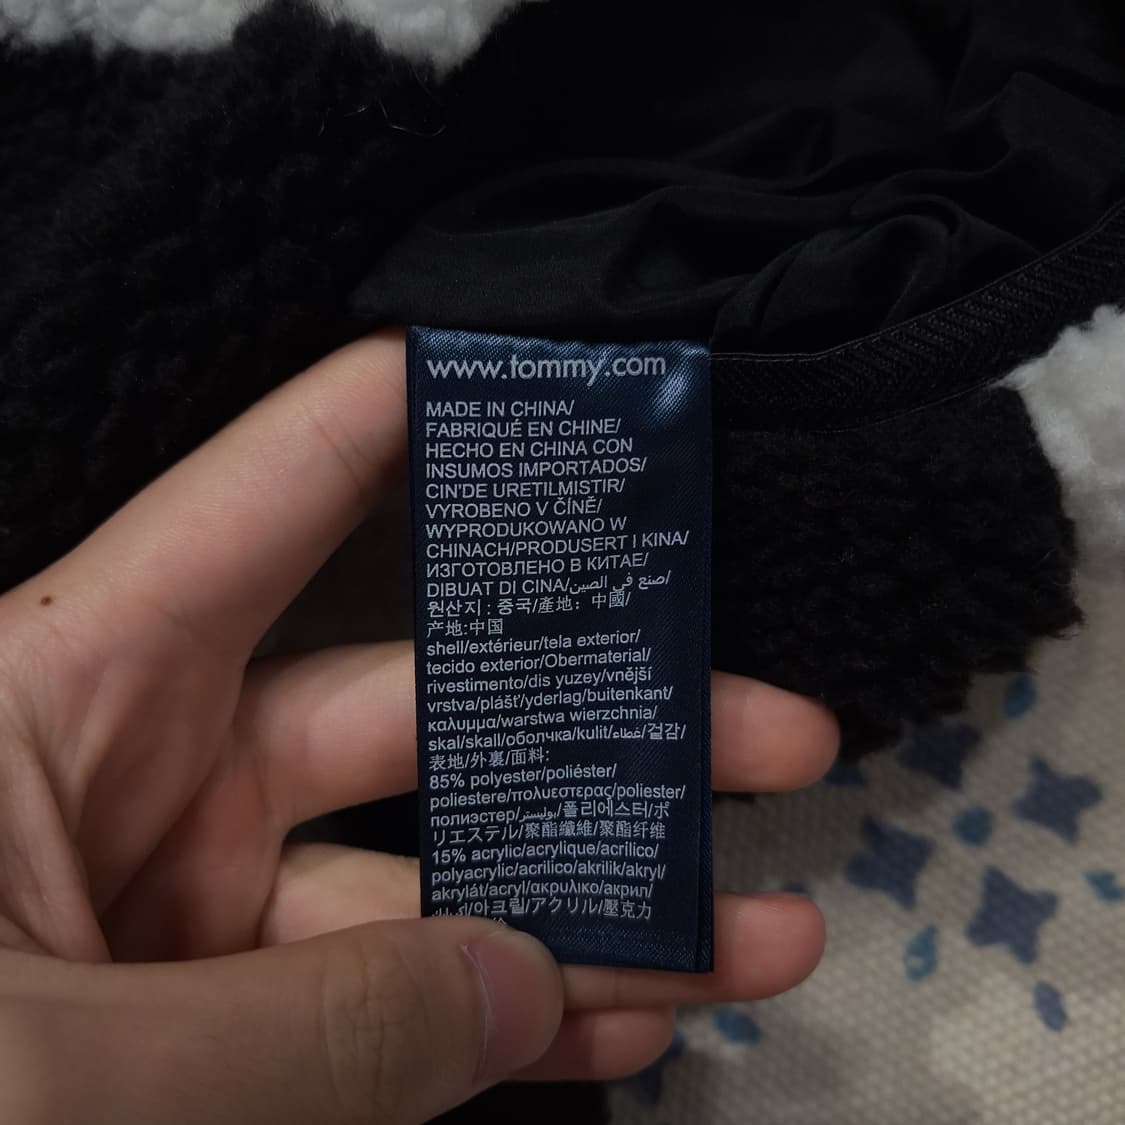 www.tommy.com
MADE IN CHINA/
FABRIQUÉ EN CHINE/
HECHO EN CHINA CON
INSUMOS IMPORTADOS/
CIN'DE URETILMISTIR/
VYROBENO V ČÍNĚ/
WYPRODUKOWANO W
CHINACH/PRODUSERT I KINA/
ИЗГОТОВЛЕНО В КИТАЕ/
DIBUAT DI CINA/صنع في الصين/
원산지: 중국/產地: 中國/
产地:中国
shell/extérieur/tela exterior/
tecido exterior/Obermaterial/
rivestimento/dis yuzey/vnější
vrstva/plášť/yderlag/buitenkant/
καλυμμα/warstwa wierzchnia/
skal/skall/оболчка/kulit/غطاء/겉감/
表地/外裏/面料:
85% polyester/poliéster/
poliestere/πολυεστερας/poliester/
полиэстер/بوليستر/폴리에스터/ポ
リエステル/聚酯纖維/聚酯纤维
15% acrylic/acrylique/acrílico/
polyacrylic/acrilico/akrilik/akryl/
akrylát/acryl/ακρυλικο/акрил/
/아크릴/アクリル/壓克力